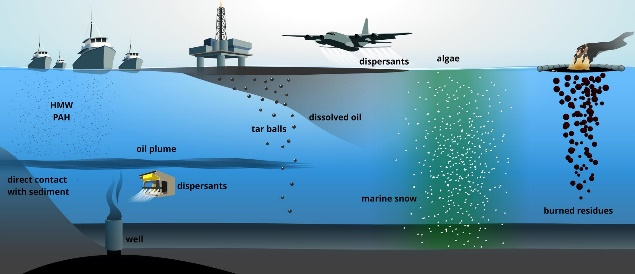 dispersants
algae
HMW
PAH
dissolved oil
tar balls
oil plume
direct contact
with sediment
dispersants
marine snow
burned residues
well